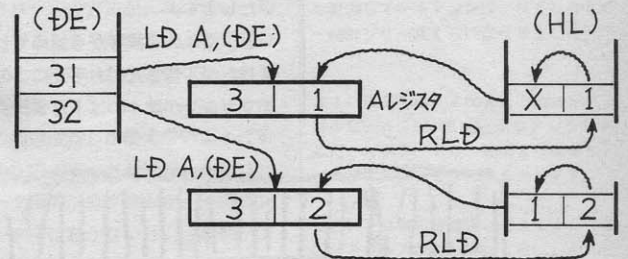 (DE)
31
32
LD A,(DE)
3 1
Aレジスタ
RLD
(HL)
X 1
LD A,(DE)
3 2
RLD
1 2